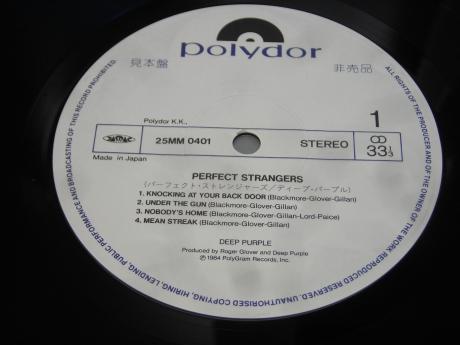 polydor
見本盤
非売品
Polydor K.K.,
1
JASRAC
25MM 0401
STEREO
33⅓
Made in Japan
PERFECT STRANGERS
(パーフェクト・ストレンジャーズ/ディープ・パープル)
1. KNOCKING AT YOUR BACK DOOR (Blackmore-Glover-Gillan)
2. UNDER THE GUN (Blackmore-Glover-Gillan)
3. NOBODY'S HOME (Blackmore-Glover-Gillan-Lord-Paice)
4. MEAN STREAK (Blackmore-Glover-Gillan)
DEEP PURPLE
Produced by Roger Glover and Deep Purple
℗ 1984 PolyGram Records, Inc.
ALL RIGHTS OF THE PRODUCER AND OF THE OWNER OF THE WORK REPRODUCED RESERVED. UNAUTHORISED COPYING, HIRING, LENDING, PUBLIC PERFORMANCE AND BROADCASTING OF THIS RECORD PROHIBITED.